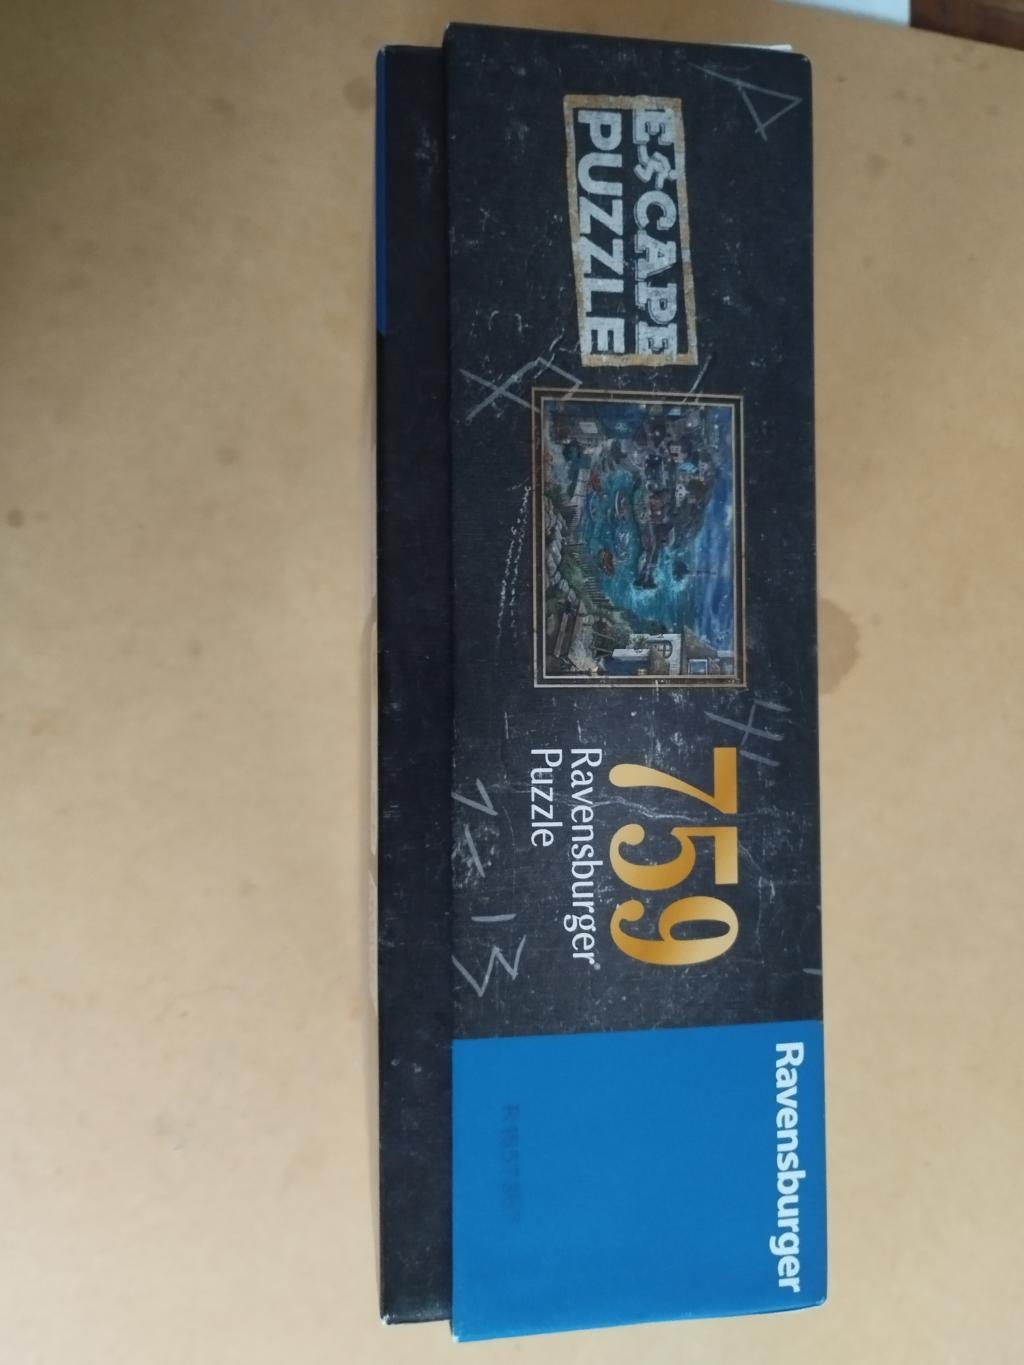 ESCAPE
PUZZLE
759
Ravensburger®
Puzzle
Ravensburger